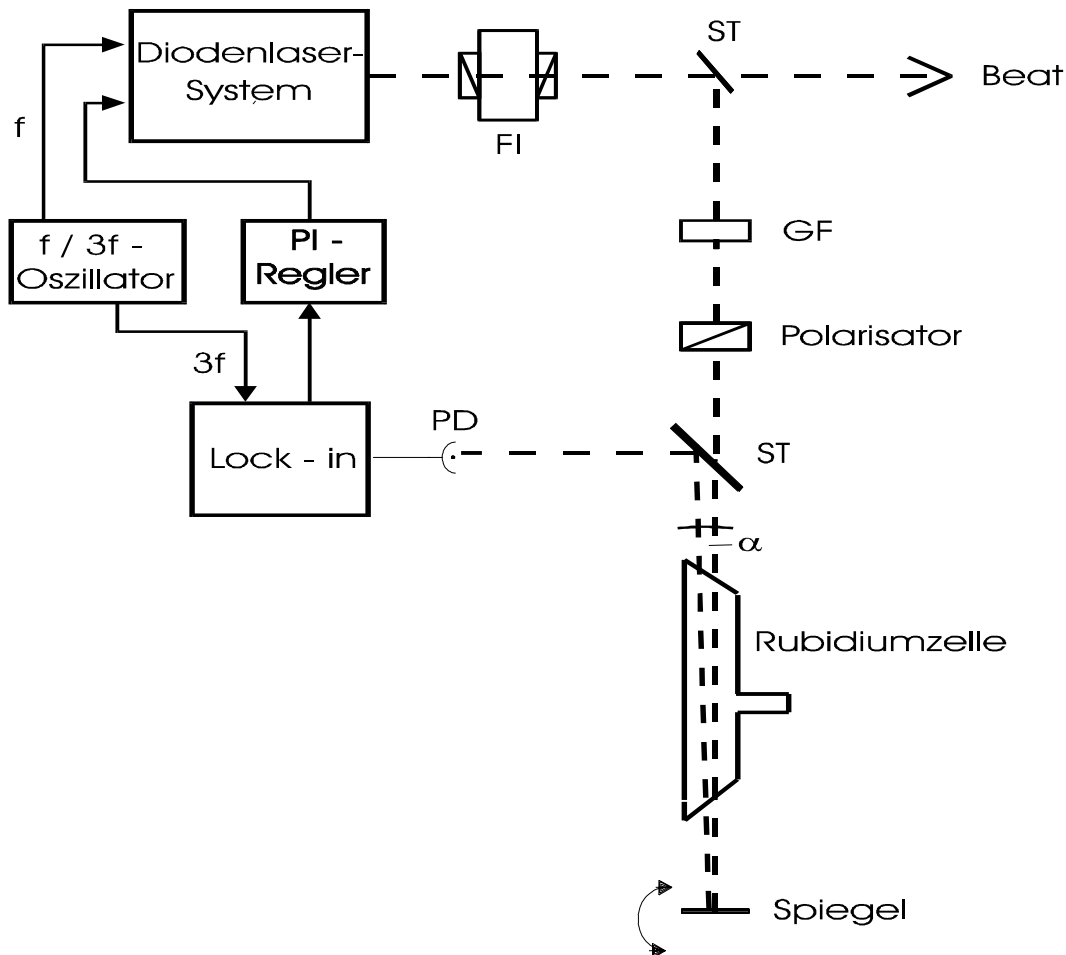 ST
Diodenlaser-
System
Beat
f
FI
f / 3f -
Oszillator
PI -
Regler
GF
Polarisator
3f
PD
ST
Lock - in
α
Rubidiumzelle
Spiegel